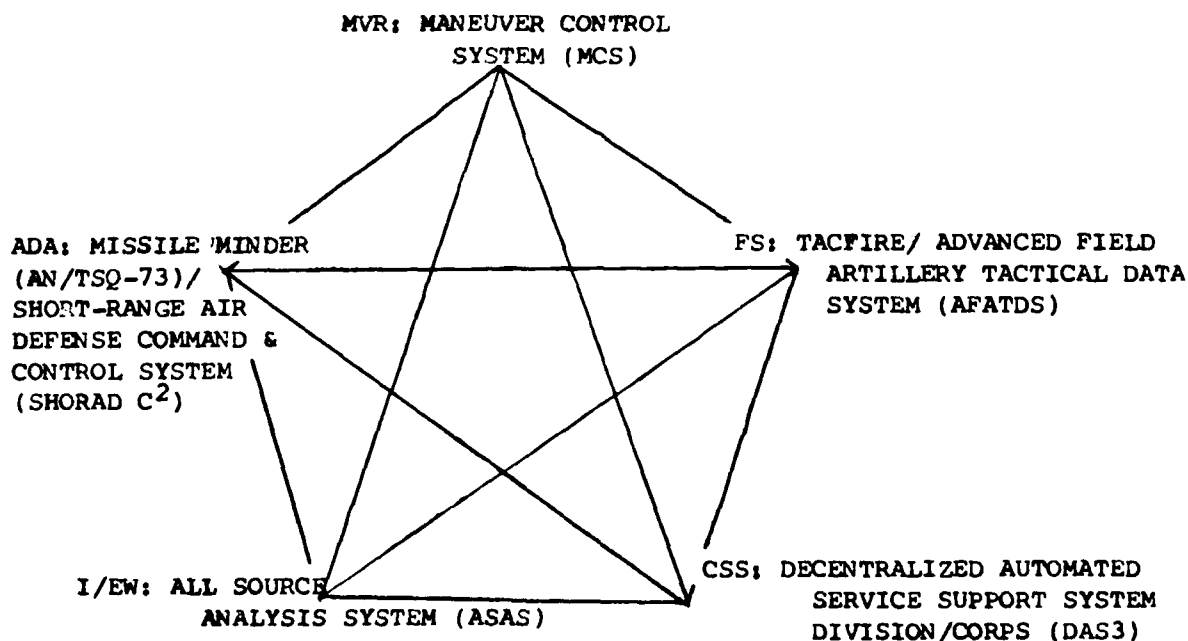 MVR: MANEUVER CONTROL
SYSTEM (MCS)
ADA: MISSILE MINDER
(AN/TSQ-73)/
SHORT-RANGE AIR
DEFENSE COMMAND &
CONTROL SYSTEM
(SHORAD C²)
FS: TACFIRE/ ADVANCED FIELD
ARTILLERY TACTICAL DATA
SYSTEM (AFATDS)
I/EW: ALL SOURCE
ANALYSIS SYSTEM (ASAS)
CSS: DECENTRALIZED AUTOMATED
SERVICE SUPPORT SYSTEM
DIVISION/CORPS (DAS3)